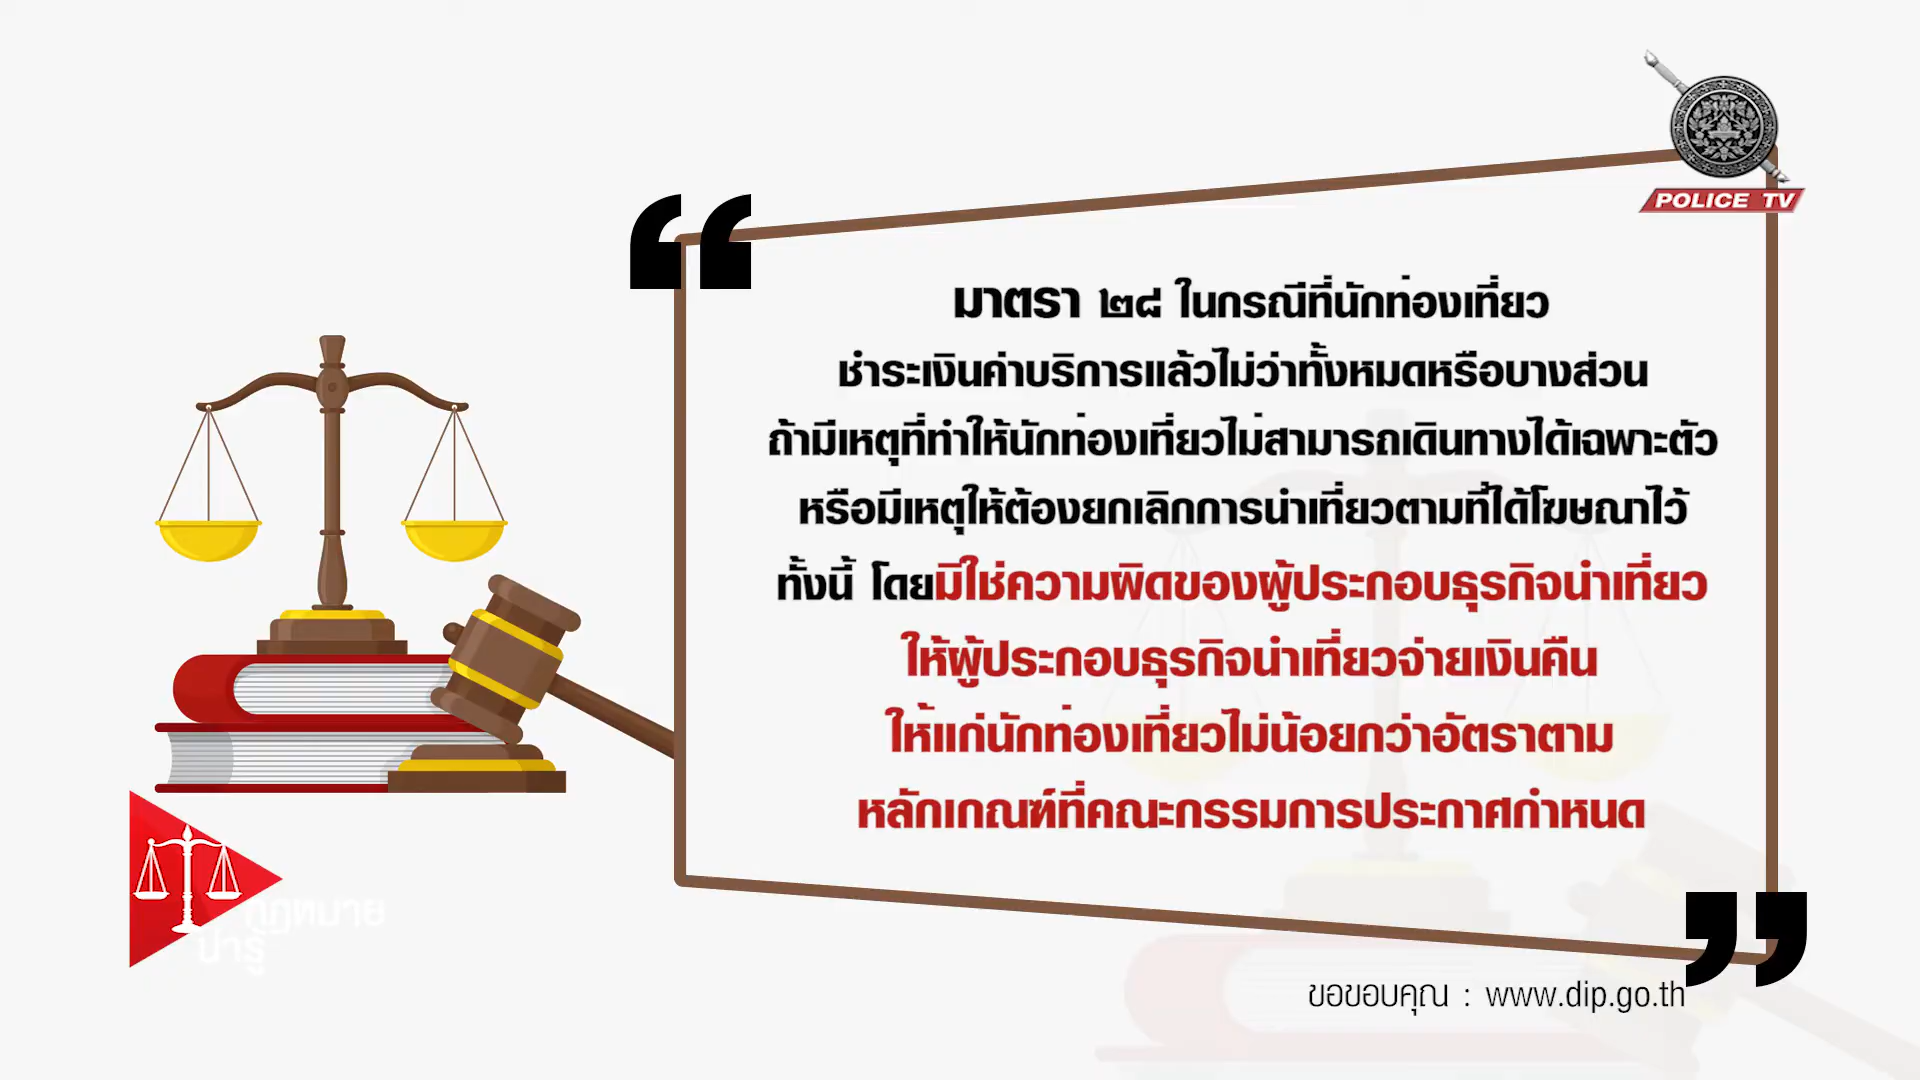 POLICE TV
มาตรา ๒๘ ในกรณีที่นักท่องเที่ยว
ชำระเงินค่าบริการแล้วไม่ว่าทั้งหมดหรือบางส่วน
ถ้ามีเหตุที่ทำให้นักท่องเที่ยวไม่สามารถเดินทางได้เฉพาะตัว
หรือมีเหตุให้ต้องยกเลิกการนำเที่ยวตามที่ได้โฆษณาไว้
ทั้งนี้ โดยมิใช่ความผิดของผู้ประกอบธุรกิจนำเที่ยว
ให้ผู้ประกอบธุรกิจนำเที่ยวจ่ายเงินคืน
ให้แก่นักท่องเที่ยวไม่น้อยกว่าอัตราตาม
หลักเกณฑ์ที่คณะกรรมการประกาศกำหนด
กฎหมาย
น่ารู้
ขอขอบคุณ : www.dip.go.th